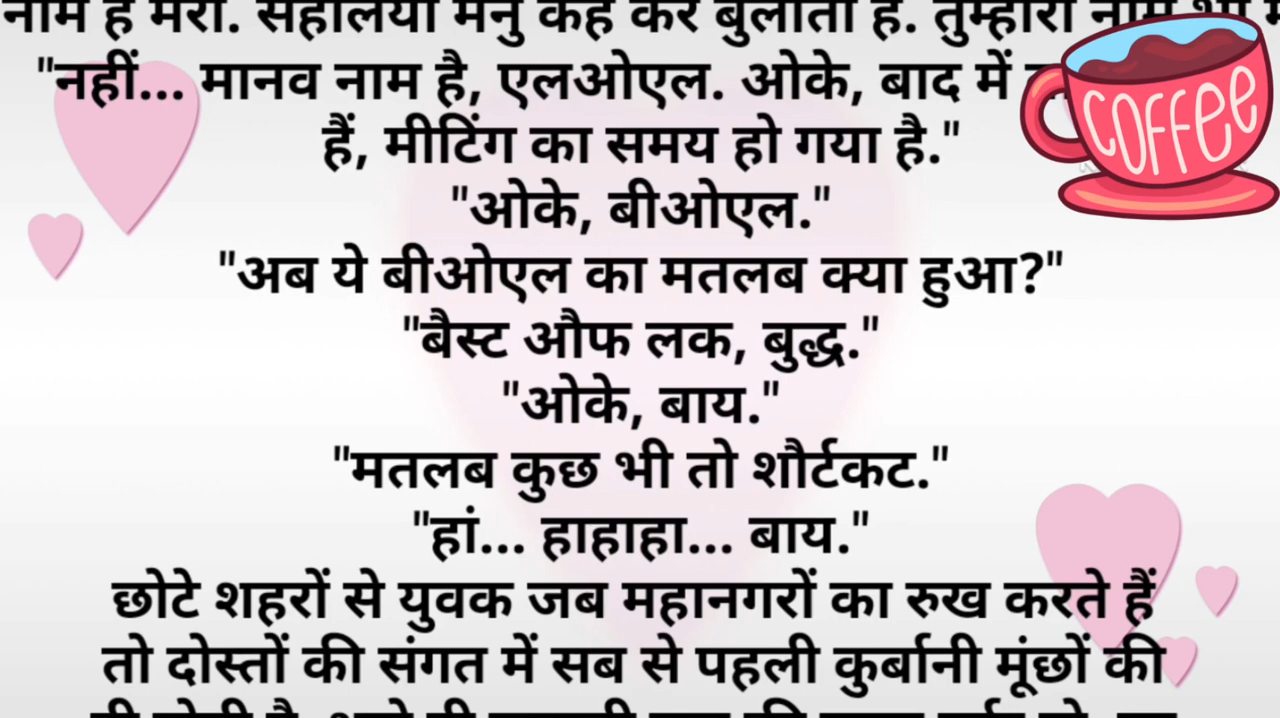 नाम है मेरा. सहेलियां मनु कह कर बुलाती हैं. तुम्हारा नाम भी
"नहीं... मानव नाम है, एलओएल. ओके, बाद में
हैं, मीटिंग का समय हो गया है."
"ओके, बीओएल."
"अब ये बीओएल का मतलब क्या हुआ?"
"बैस्ट औफ लक, बुद्धू."
"ओके, बाय."
"मतलब कुछ भी तो शौर्टकट."
"हां... हाहाहा... बाय."
छोटे शहरों से युवक जब महानगरों का रुख करते हैं
तो दोस्तों की संगत में सब से पहली कुर्बानी मूंछों की
COFFee